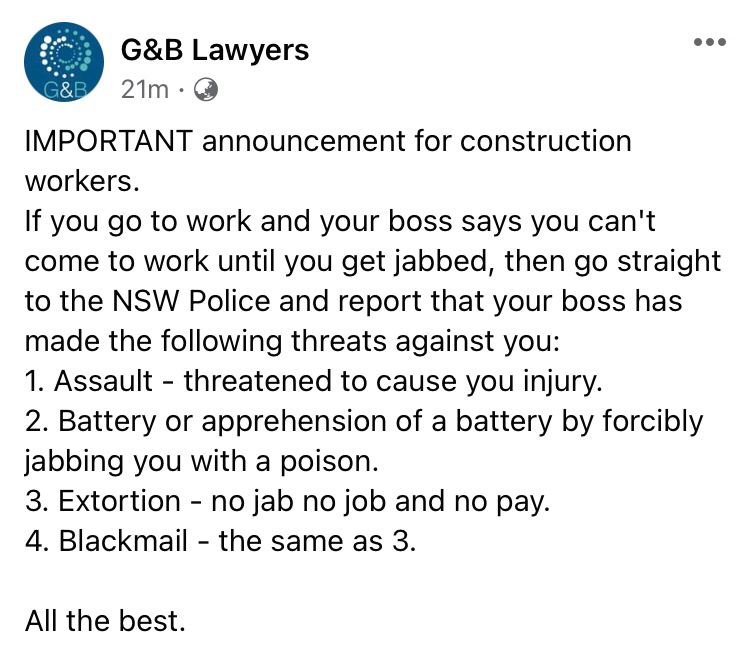 G&B
G&B Lawyers
21m ·
IMPORTANT announcement for construction
workers.
If you go to work and your boss says you can't
come to work until you get jabbed, then go straight
to the NSW Police and report that your boss has
made the following threats against you:
1. Assault - threatened to cause you injury.
2. Battery or apprehension of a battery by forcibly
jabbing you with a poison.
3. Extortion - no jab no job and no pay.
4. Blackmail - the same as 3.
All the best.